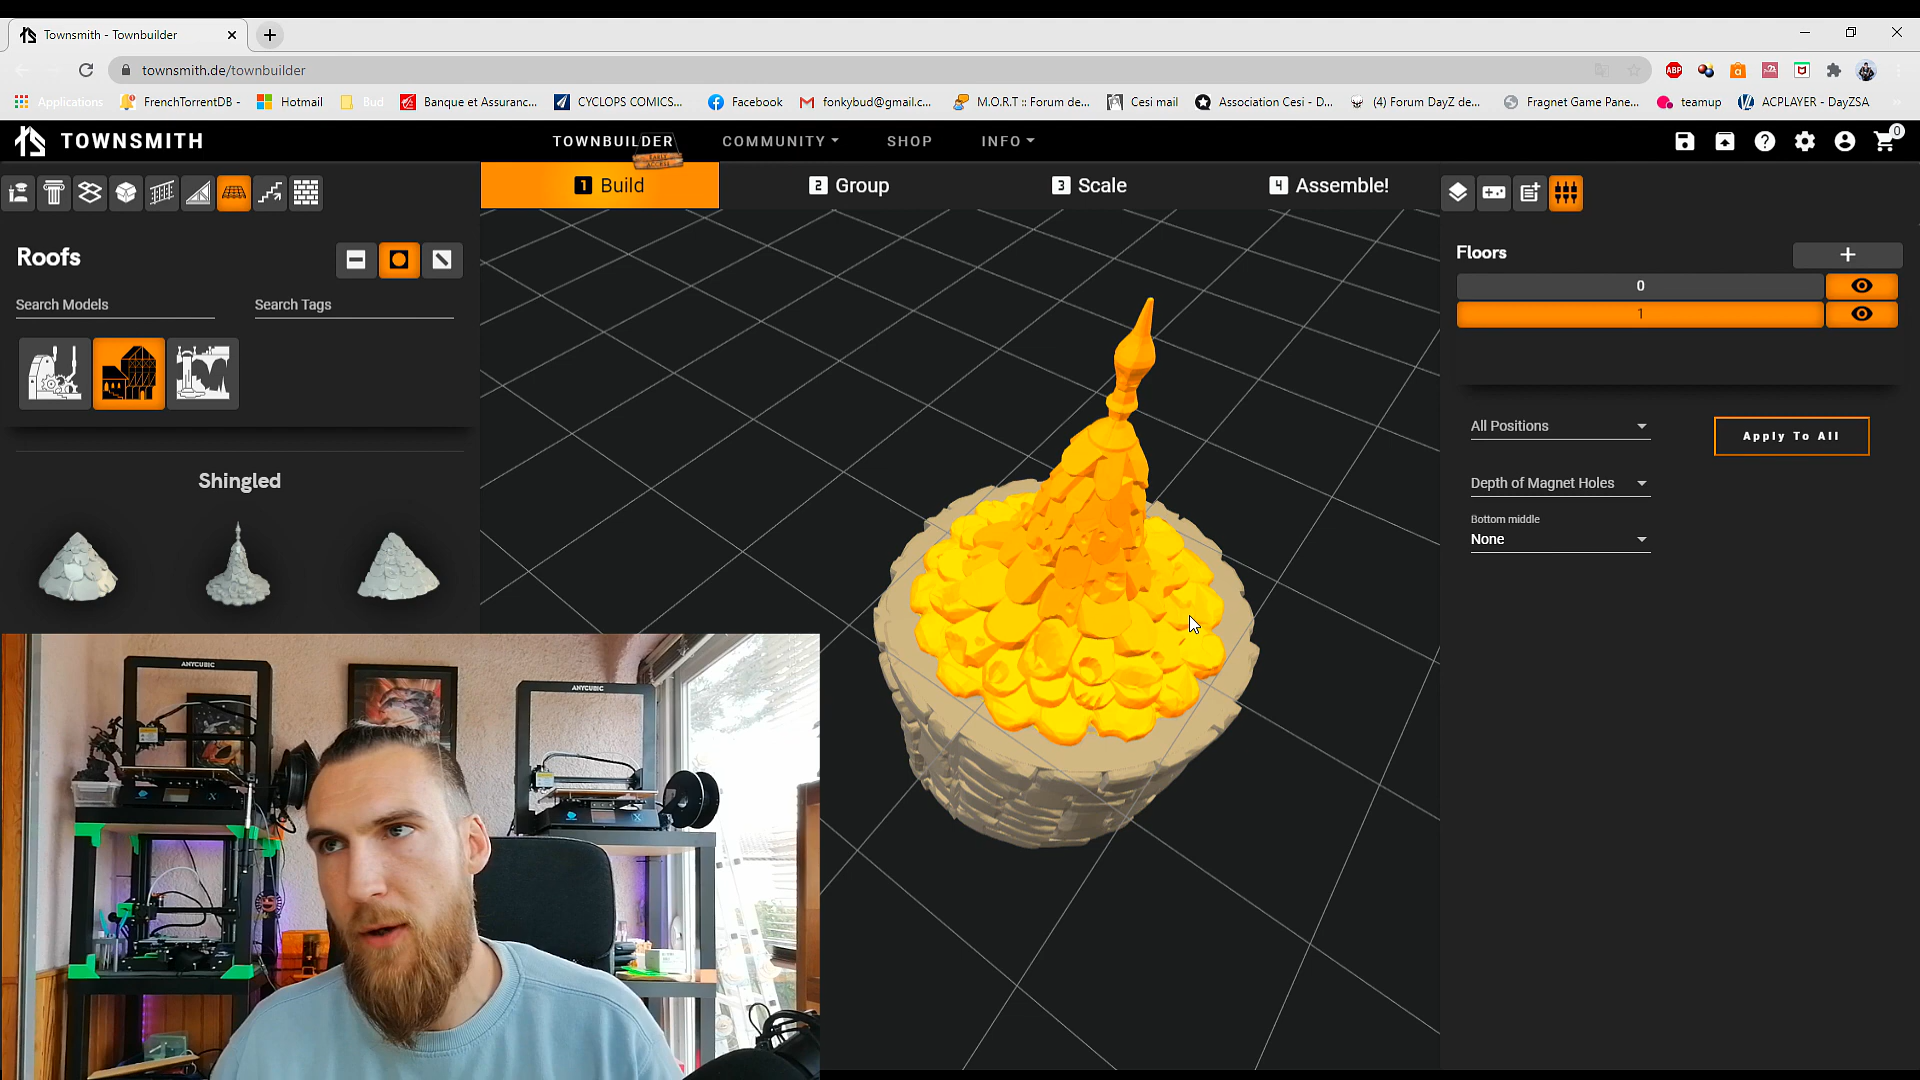 Townsmith - Townbuilder
townsmith.de/townbuilder
ABP
Applications
FrenchTorrentDB -
Hotmail
Bud
Banque et Assuranc...
CYCLOPS COMICS...
Facebook
fonkybud@gmail.c...
M.O.R.T :: Forum de...
Cesi mail
Association Cesi - D...
(4) Forum DayZ de...
Fragnet Game Pane...
teamup
ACPLAYER - DayZSA
TOWNSMITH
TOWNBUILDER
EARLY ACCESS
COMMUNITY
SHOP
INFO
0
1 Build
2 Group
3 Scale
4 Assemble!
Roofs
Search Models
Search Tags
Shingled
Floors
0
1
All Positions
Apply To All
Depth of Magnet Holes
Bottom middle
None
ANYCUBIC
ANYCUBIC